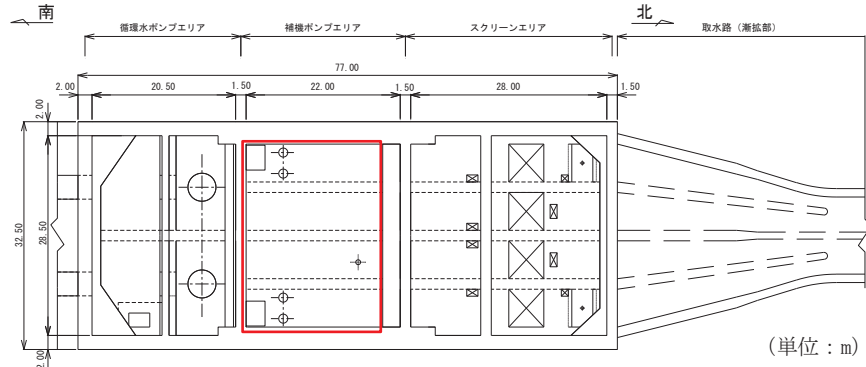 南
北
循環水ポンプエリア
補機ポンプエリア
スクリーンエリア
取水路（漸拡部）
77.00
2.00
20.50
1.50
22.00
1.50
28.00
1.50
2.00
32.50
28.50
2.00
（単位：m）